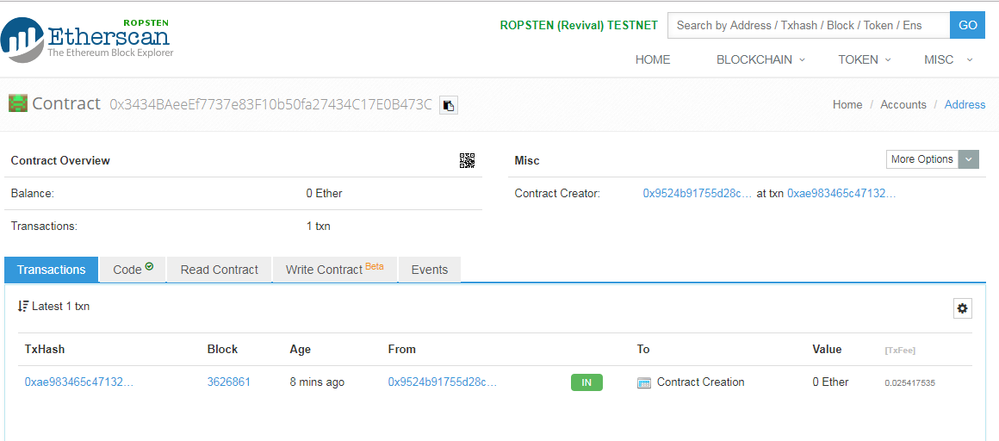 ROPSTEN
Etherscan
The Ethereum Block Explorer
ROPSTEN (Revival) TESTNET Search by Address / Txhash / Block / Token / Ens GO
HOME BLOCKCHAIN TOKEN MISC
Contract 0x3434BAeeEf7737e83F10b50fa27434C17E0B473C Home / Accounts / Address
Contract Overview Misc More Options
Balance: 0 Ether Contract Creator: 0x9524b91755d28c... at txn 0xae983465c47132...
Transactions: 1 txn
Transactions Code Read Contract Write Contract Beta Events
Latest 1 txn
TxHash Block Age From To Value [TxFee]
0xae983465c47132... 3626861 8 mins ago 0x9524b91755d28c... IN Contract Creation 0 Ether 0.025417535